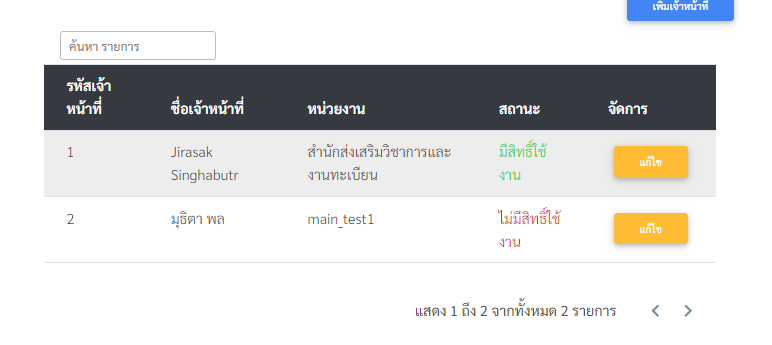 เพิ่มเจ้าหน้าที่
ค้นหา รายการ
รหัสเจ้า
หน้าที่
ชื่อเจ้าหน้าที่
หน่วยงาน
สถานะ
จัดการ
1
Jirasak
Singhabutr
สำนักส่งเสริมวิชาการและ
งานทะเบียน
มีสิทธิ์ใช้
งาน
แก้ไข
2
มุธิตา พล
main_test1
ไม่มีสิทธิ์ใช้
งาน
แก้ไข
แสดง 1 ถึง 2 จากทั้งหมด 2 รายการ